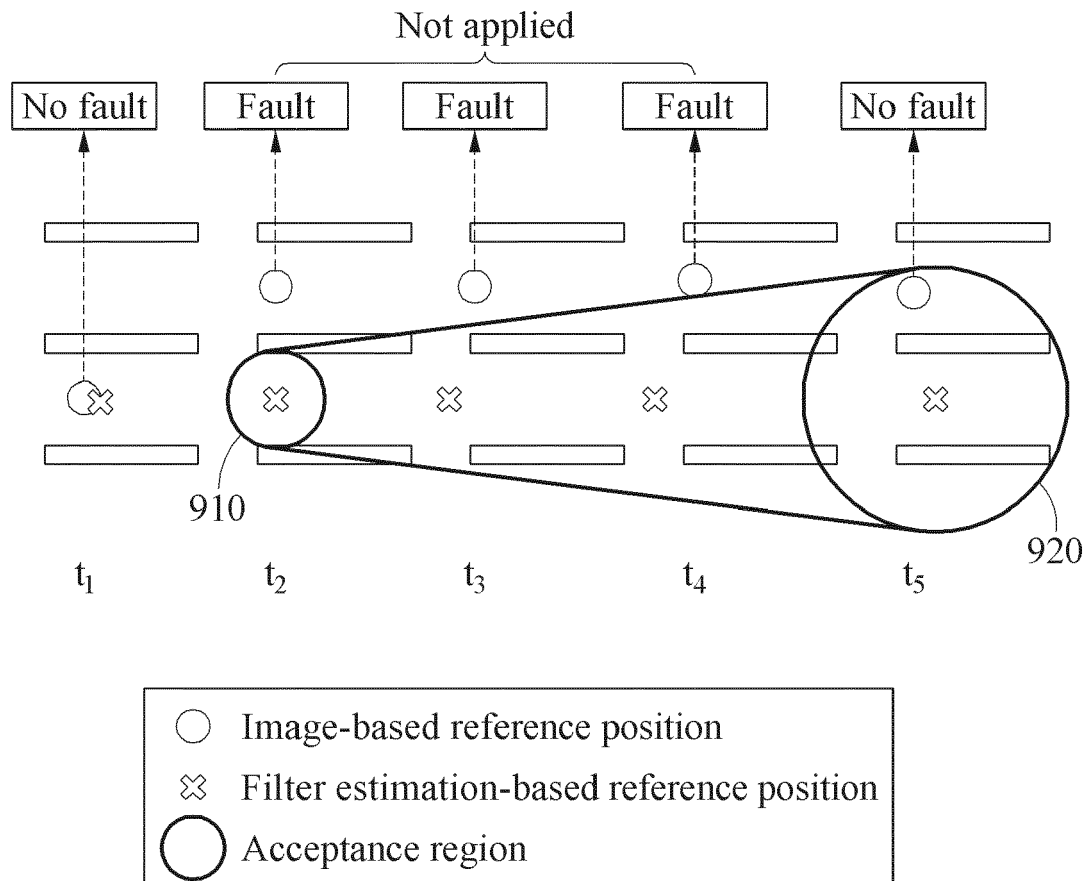 Not applied
No fault Fault Fault Fault No fault
910
920
t₁ t₂ t₃ t₄ t₅
Image-based reference position
Filter estimation-based reference position
Acceptance region